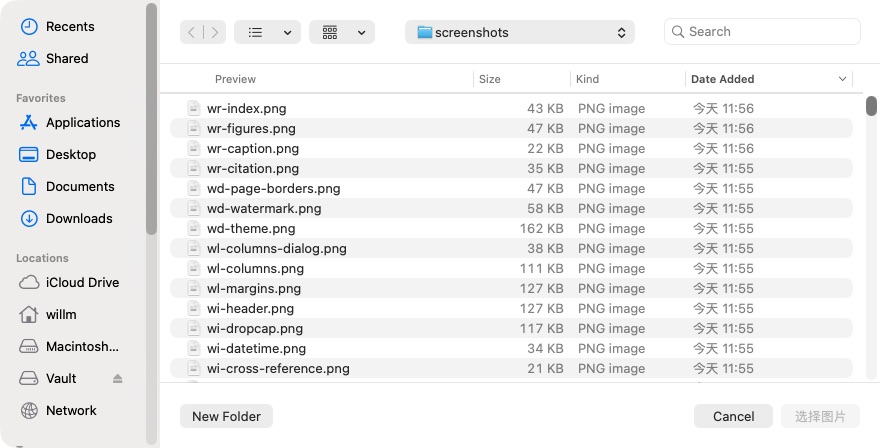 Recents
Shared
Favorites
Applications
Desktop
Documents
Downloads
Locations
iCloud Drive
willm
Macintosh...
Vault
Network
screenshots
Search
Preview Size Kind Date Added
wr-index.png 43 KB PNG image 今天 11:56
wr-figures.png 47 KB PNG image 今天 11:56
wr-caption.png 22 KB PNG image 今天 11:56
wr-citation.png 35 KB PNG image 今天 11:55
wd-page-borders.png 47 KB PNG image 今天 11:55
wd-watermark.png 58 KB PNG image 今天 11:55
wd-theme.png 162 KB PNG image 今天 11:55
wl-columns-dialog.png 38 KB PNG image 今天 11:55
wl-columns.png 111 KB PNG image 今天 11:55
wl-margins.png 127 KB PNG image 今天 11:55
wi-header.png 127 KB PNG image 今天 11:55
wi-dropcap.png 117 KB PNG image 今天 11:55
wi-datetime.png 34 KB PNG image 今天 11:55
wi-cross-reference.png 21 KB PNG image 今天 11:55
New Folder
Cancel
选择图片